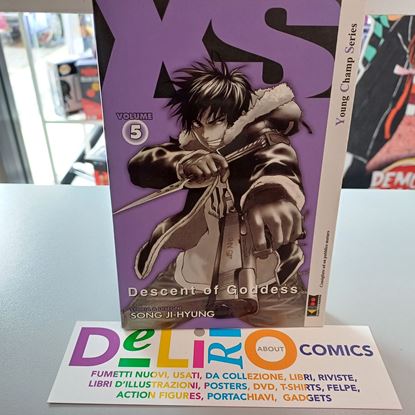 XS
VOLUME
5
Young Champ Series
Descent of Goddess
SONG JI-HYUNG
DELIRIO ABOUT COMICS
FUMETTI NUOVI, USATI, DA COLLEZIONE, LIBRI, RIVISTE,
LIBRI D'ILLUSTRAZIONI, POSTERS, DVD, T-SHIRTS, FELPE,
ACTION FIGURES, PORTACHIAVI, GADGETS
DEMO